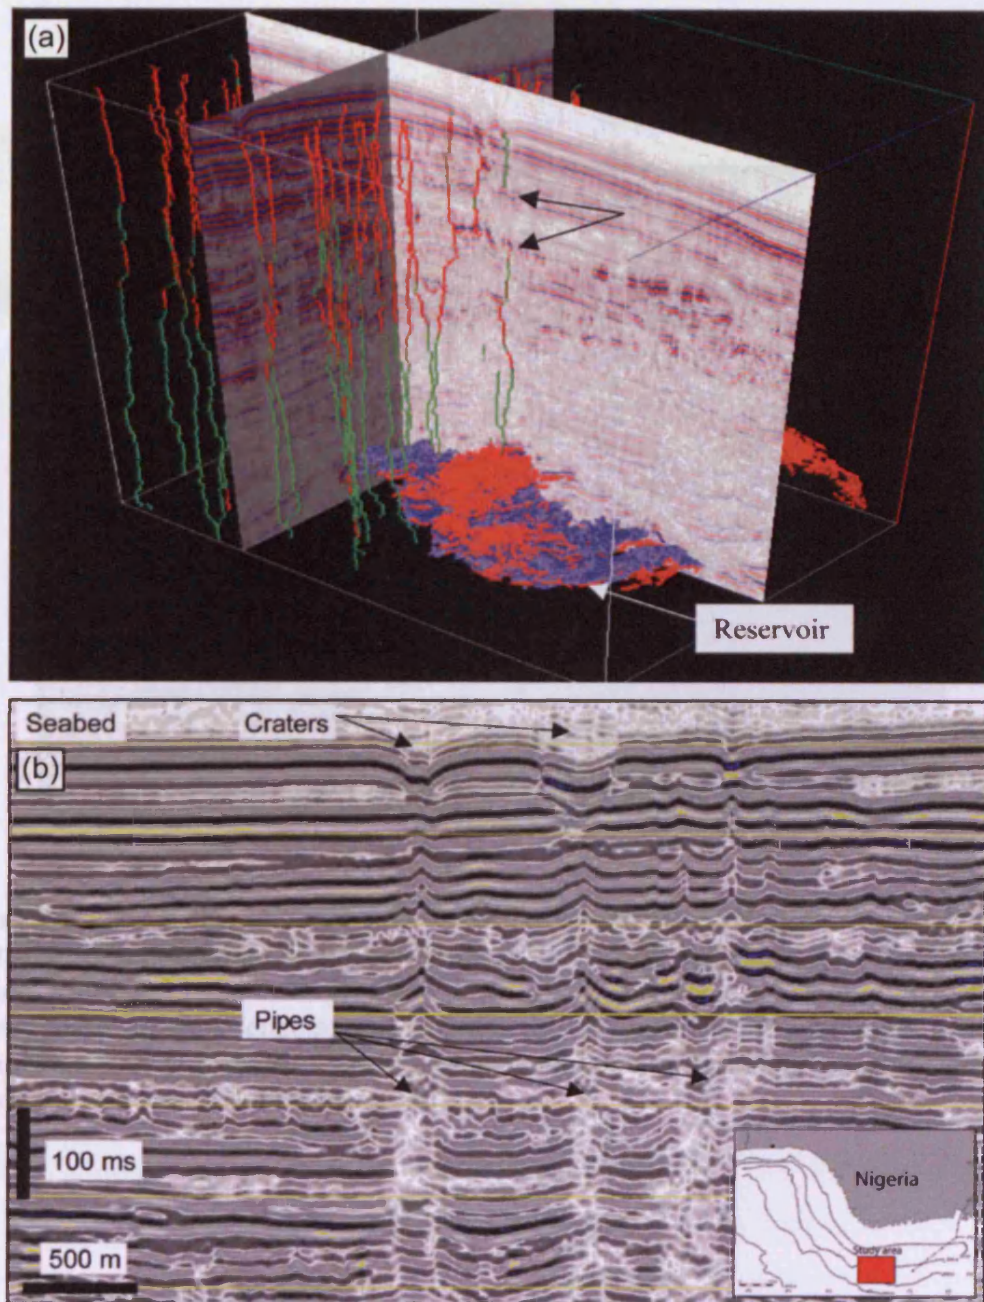 (a)
Reservoir
Seabed
Craters
(b)
Pipes
100 ms
Nigeria
Study area
500 m